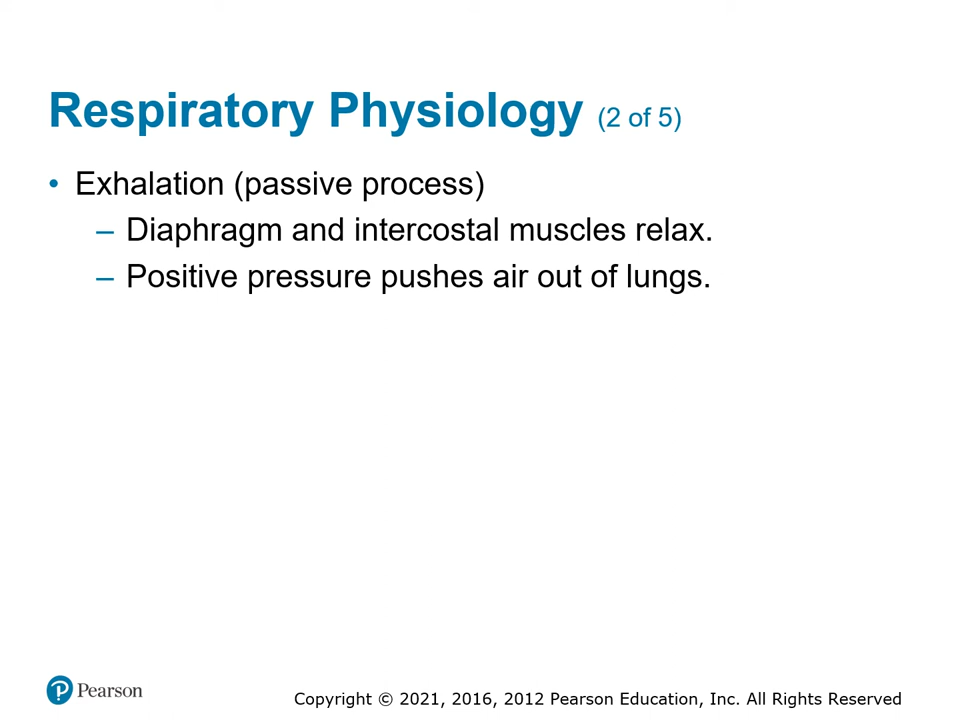 Respiratory Physiology (2 of 5)
• Exhalation (passive process)
– Diaphragm and intercostal muscles relax.
– Positive pressure pushes air out of lungs.
Pearson
Copyright © 2021, 2016, 2012 Pearson Education, Inc. All Rights Reserved